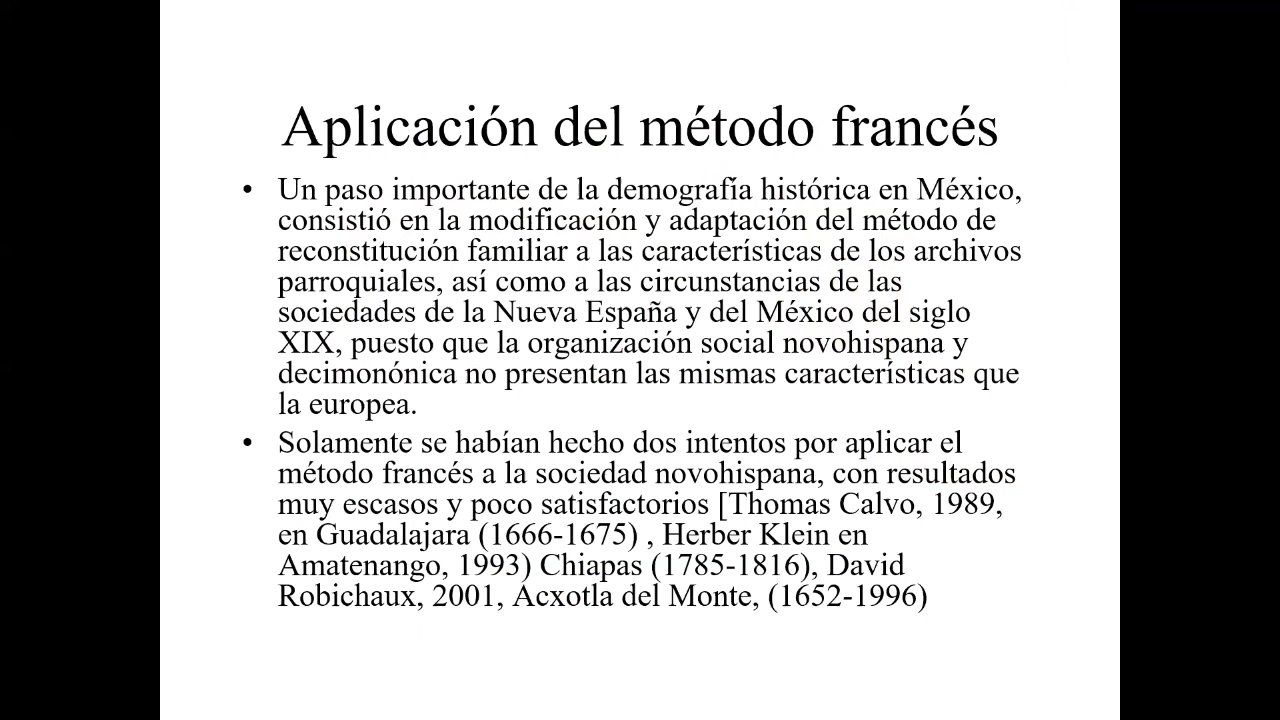 Aplicación del método francés
• Un paso importante de la demografía histórica en México,
consistió en la modificación y adaptación del método de
reconstitución familiar a las características de los archivos
parroquiales, así como a las circunstancias de las
sociedades de la Nueva España y del México del siglo
XIX, puesto que la organización social novohispana y
decimonónica no presentan las mismas características que
la europea.
• Solamente se habían hecho dos intentos por aplicar el
método francés a la sociedad novohispana, con resultados
muy escasos y poco satisfactorios [Thomas Calvo, 1989,
en Guadalajara (1666-1675) , Herber Klein en
Amatenango, 1993) Chiapas (1785-1816), David
Robichaux, 2001, Acxotla del Monte, (1652-1996)